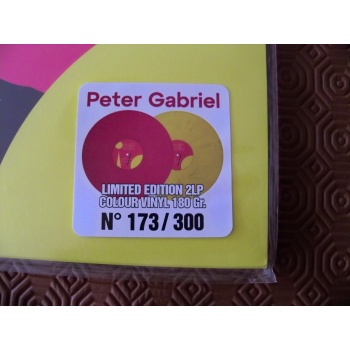 Peter Gabriel
LIMITED EDITION 2LP
COLOUR VINYL 180 Gr.
N° 173 / 300